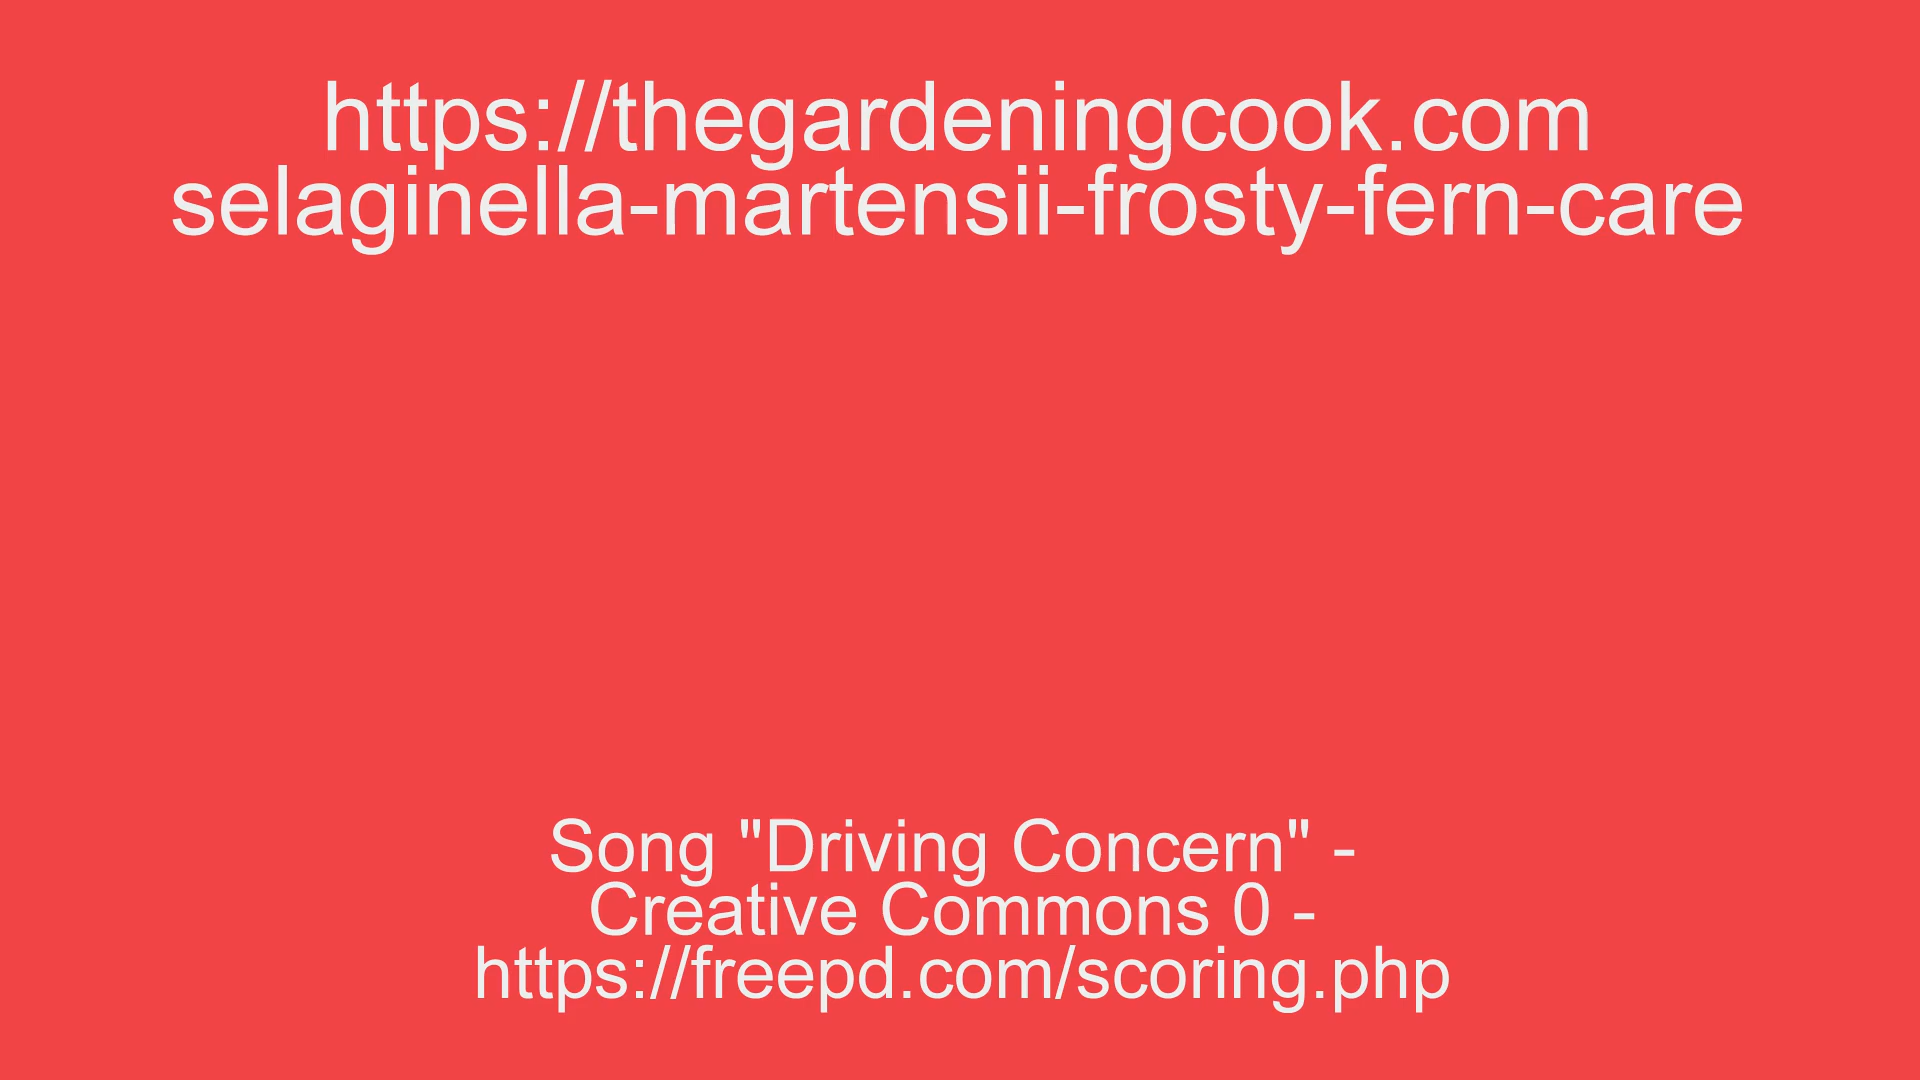 https://thegardeningcook.com
selaginella-martensii-frosty-fern-care
Song "Driving Concern" -
Creative Commons 0 -
https://freepd.com/scoring.php